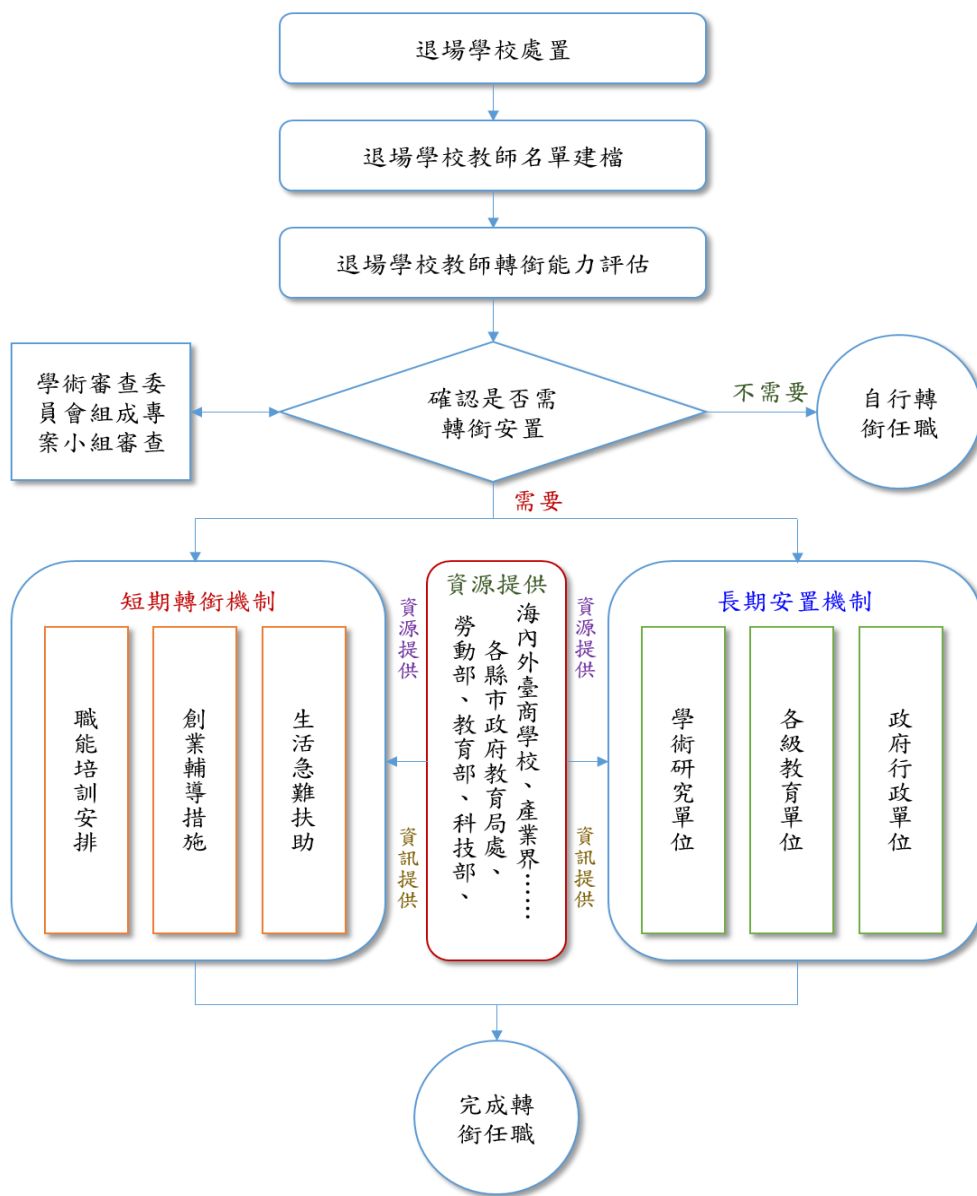 退場學校處置
退場學校教師名單建檔
退場學校教師轉銜能力評估
學術審查委
員會組成專
案小組審查
確認是否需
轉銜安置
不需要
自行轉
銜任職
需要
短期轉銜機制
職能培訓安排
創業輔導措施
生活急難扶助
資源提供
資訊提供
資源提供
勞動部、教育部、科技部、
各縣市政府教育局處、
海內外臺商學校、產業界……
資源提供
資訊提供
長期安置機制
學術研究單位
各級教育單位
政府行政單位
完成轉
銜任職